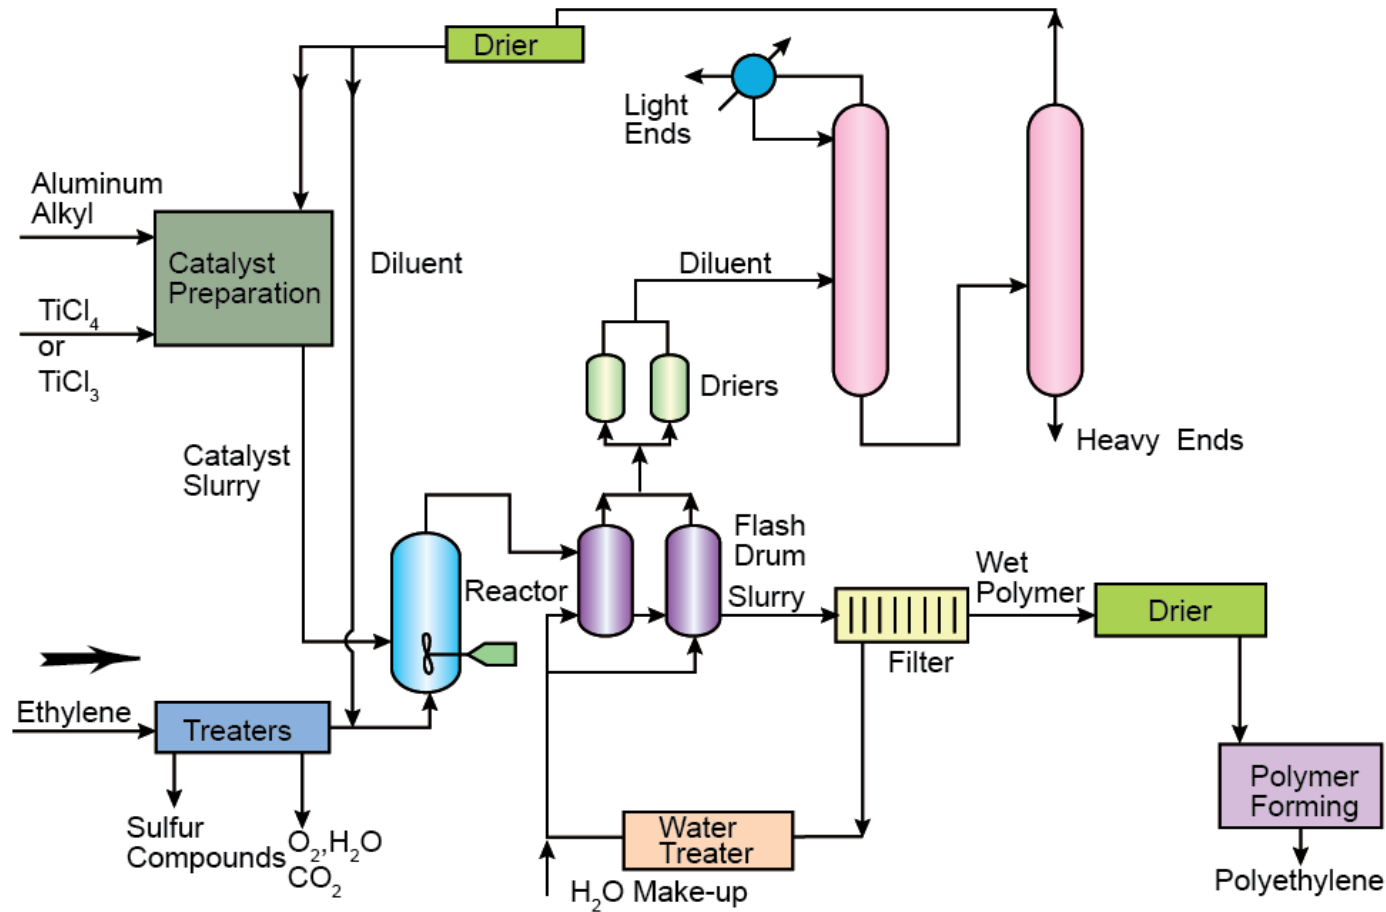 Drier
Light
Ends
Aluminum
Alkyl
Catalyst
Preparation
Diluent
Diluent
TiCl4
or
TiCl3
Driers
Heavy Ends
Catalyst
Slurry
Flash
Drum
Reactor
Slurry
Wet
Polymer
Drier
Filter
Ethylene
Treaters
Sulfur
Compounds
O2,H2O
CO2
Water
Treater
H2O Make-up
Polymer
Forming
Polyethylene